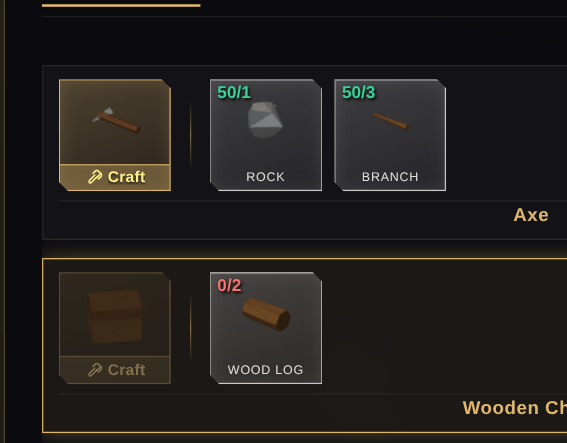 50/1
50/3
Craft
ROCK
BRANCH
Axe
0/2
Craft
WOOD LOG
Wooden Ch